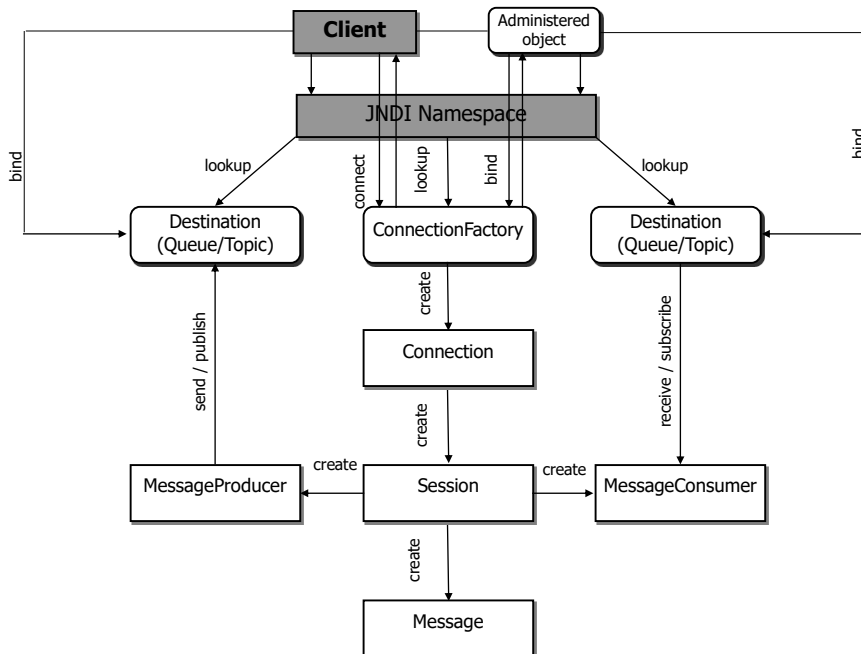 Client
Administered
object
JNDI Namespace
bind
lookup
connect
lookup
bind
lookup
bind
Destination
(Queue/Topic)
ConnectionFactory
Destination
(Queue/Topic)
create
send / publish
Connection
receive / subscribe
create
MessageProducer
create
Session
create
MessageConsumer
create
Message